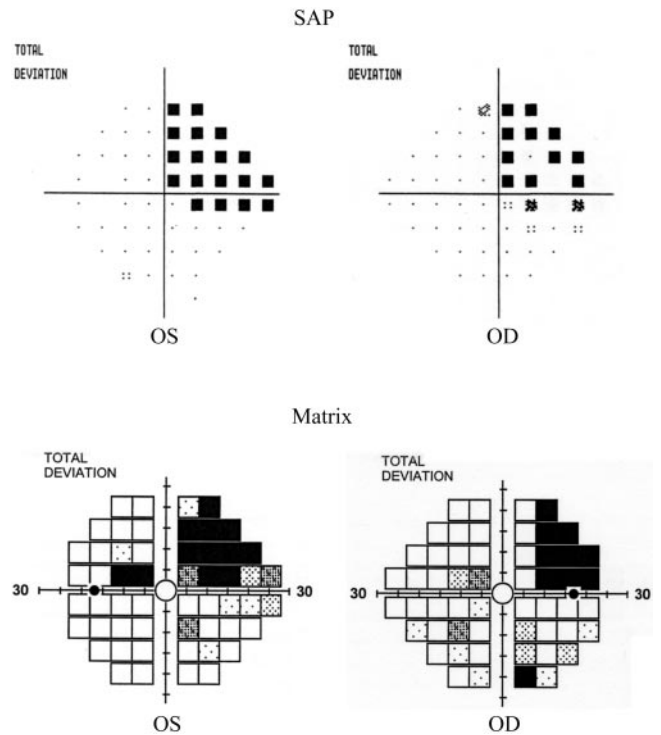 SAP
TOTAL
DEVIATION
TOTAL
DEVIATION
OS
OD
Matrix
TOTAL
DEVIATION
TOTAL
DEVIATION
30
30
30
30
OS
OD